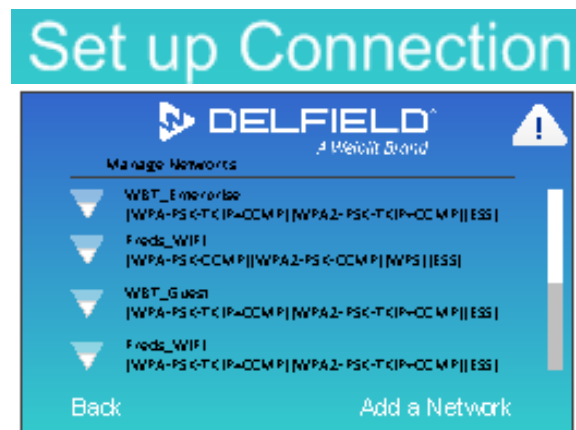 Set up Connection
DELFIELD
A Welbilt Brand
Manage Networks
WBT_Enterprise
[WPA-PSK-TKIP+CCMP][WPA2-PSK-TKIP+CCMP][ESS]
Freds_WIFI
[WPA-PSK-CCMP][WPA2-PSK-CCMP][WPS][ESS]
WBT_Guest
[WPA-PSK-TKIP+CCMP][WPA2-PSK-TKIP+CCMP][ESS]
Freds_WIFI
[WPA-PSK-TKIP+CCMP][WPA2-PSK-TKIP+CCMP][ESS]
Back Add a Network